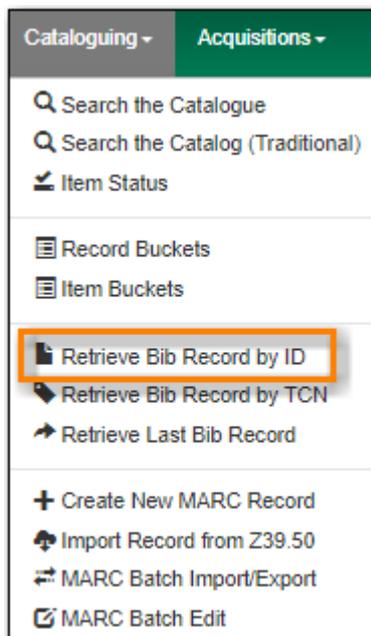 Cataloguing Acquisitions
Search the Catalogue
Search the Catalog (Traditional)
Item Status
Record Buckets
Item Buckets
Retrieve Bib Record by ID
Retrieve Bib Record by TCN
Retrieve Last Bib Record
Create New MARC Record
Import Record from Z39.50
MARC Batch Import/Export
MARC Batch Edit